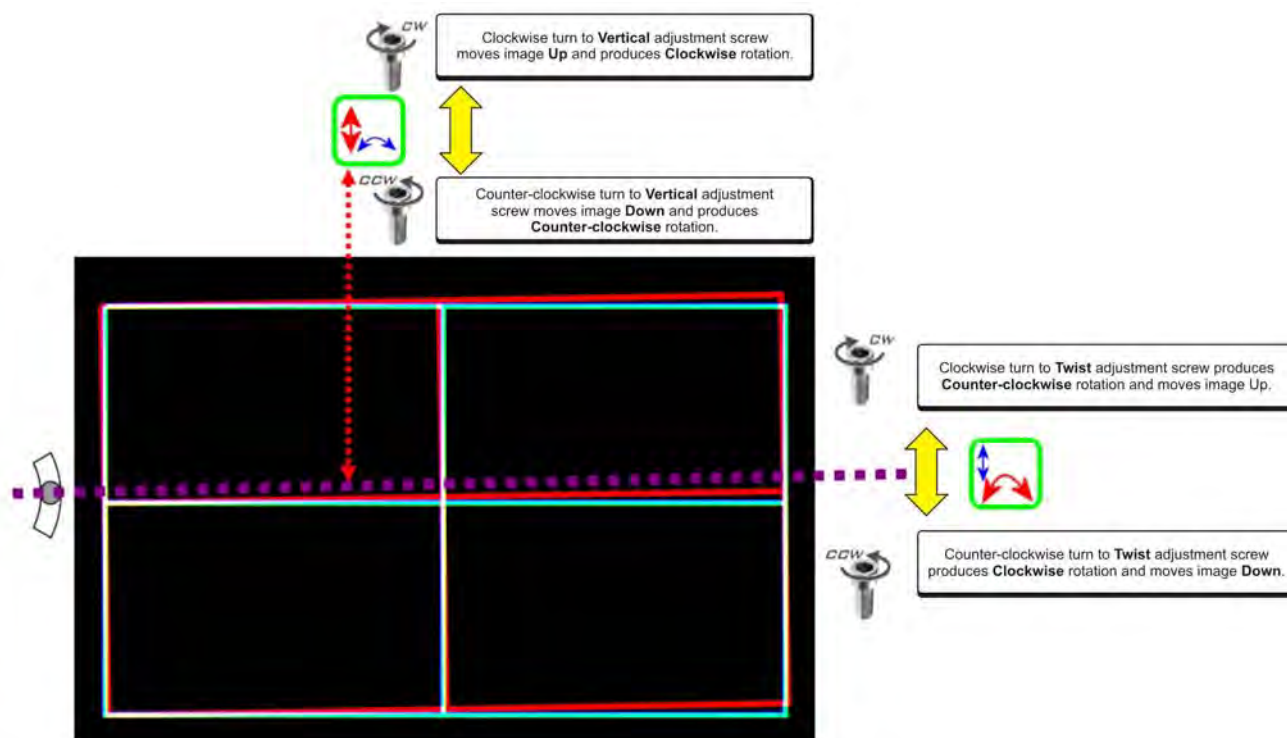 CW
Clockwise turn to Vertical adjustment screw
moves image Up and produces Clockwise rotation.
CCW
Counter-clockwise turn to Vertical adjustment
screw moves image Down and produces
Counter-clockwise rotation.
CW
Clockwise turn to Twist adjustment screw produces
Counter-clockwise rotation and moves image Up.
CCW
Counter-clockwise turn to Twist adjustment screw
produces Clockwise rotation and moves image Down.